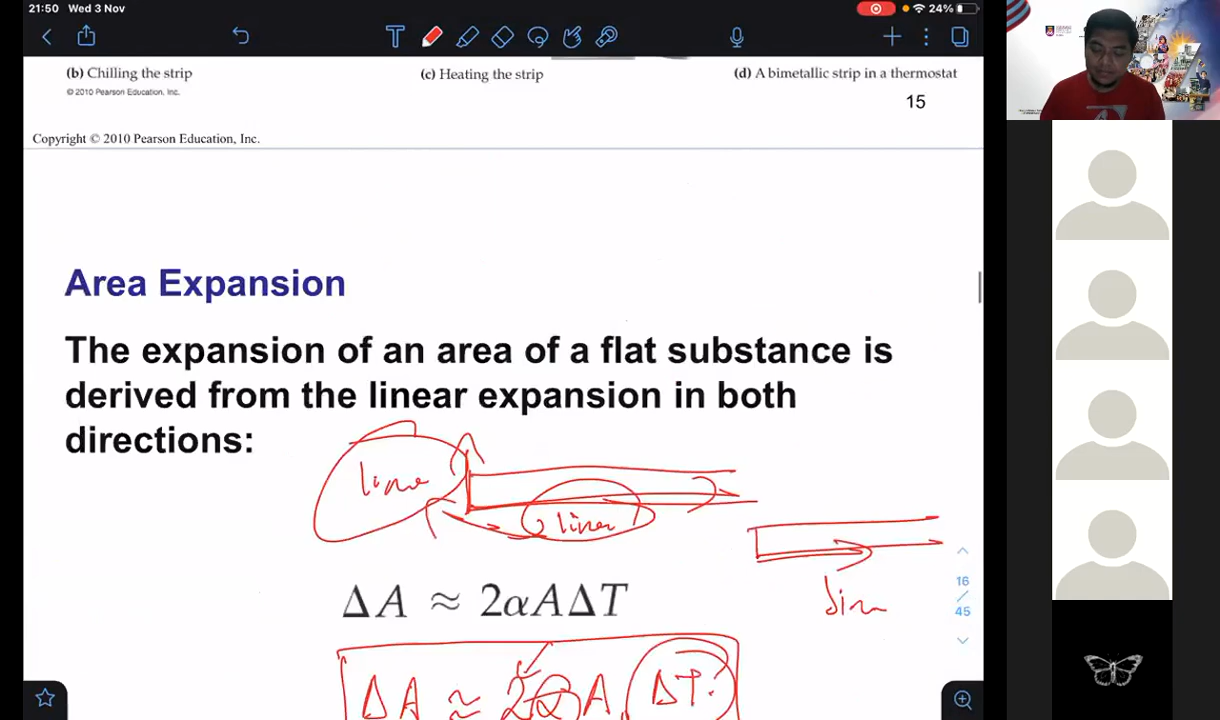 21:50 Wed 3 Nov
24%
(b) Chilling the strip
(c) Heating the strip
(d) A bimetallic strip in a thermostat
© 2010 Pearson Education, Inc.
15
Copyright © 2010 Pearson Education, Inc.
Area Expansion
The expansion of an area of a flat substance is
derived from the linear expansion in both
directions:
ΔA ≈ 2αAΔT
16
/
45
ΔA ≈ 2αA ΔT